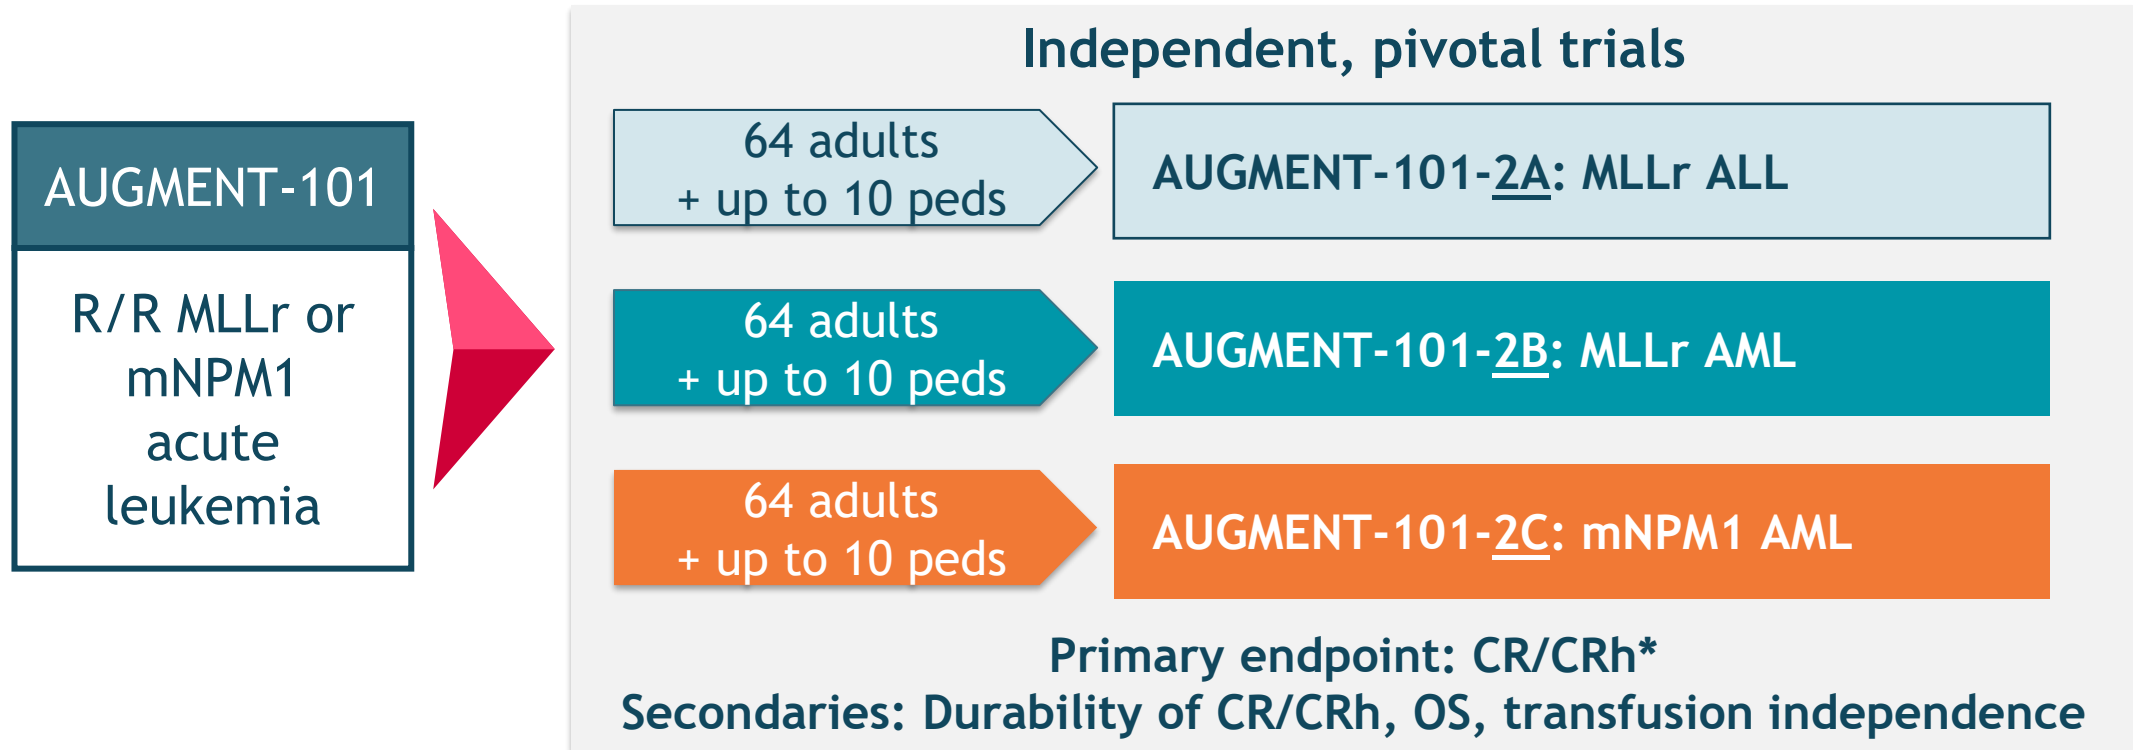 Independent, pivotal trials
AUGMENT-101
R/R MLLr or
mNPM1
acute
leukemia
64 adults
+ up to 10 peds
AUGMENT-101-2A: MLLr ALL
64 adults
+ up to 10 peds
AUGMENT-101-2B: MLLr AML
64 adults
+ up to 10 peds
AUGMENT-101-2C: mNPM1 AML
Primary endpoint: CR/CRh*
Secondaries: Durability of CR/CRh, OS, transfusion independence